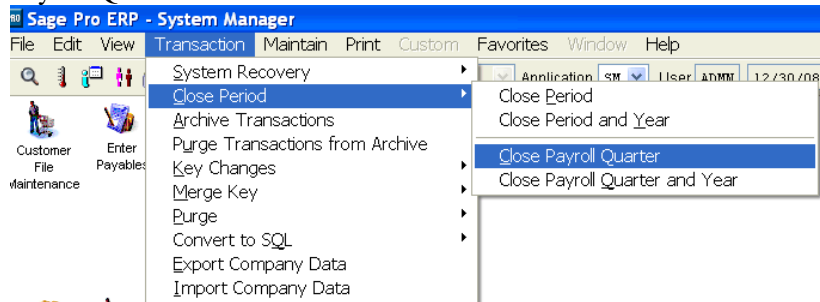 Sage Pro ERP - System Manager
File Edit View Transaction Maintain Print Custom Favorites Window Help
Application SM User ADMN 12/30/08
System Recovery
Close Period
Archive Transactions
Purge Transactions from Archive
Key Changes
Merge Key
Purge
Convert to SQL
Export Company Data
Import Company Data
Close Period
Close Period and Year
Close Payroll Quarter
Close Payroll Quarter and Year
Customer
File
Maintenance
Enter
Payables